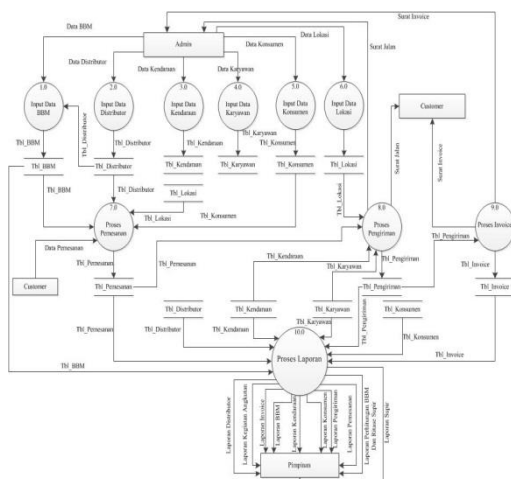 Data BBM
Data Lokasi
Surat Invoice
Admin
Data Konsumen
Data Distributor
Data Kendaraan
Data Karyawan
Surat Jalan
1.0
Input Data
BBM
2.0
Input Data
Distributor
3.0
Input Data
Kendaraan
4.0
Input Data
Karyawan
5.0
Input Data
Konsumen
6.0
Input Data
Lokasi
Customer
Tbl_Distributor
Tbl_BBM
Tbl_Distributor
Tbl_Kendaraan
Tbl_Karyawan
Tbl_Konsumen
Tbl_Lokasi
Surat Jalan
Surat Invoice
Tbl_BBM
Tbl_Distributor
Tbl_Kendaraan
Tbl_Karyawan
Tbl_Konsumen
Tbl_Lokasi
Tbl_BBM
Tbl_Distributor
Tbl_Lokasi
Tbl_Lokasi
Tbl_Konsumen
Tbl_Lokasi
7.0
Proses
Pemesanan
8.0
Proses
Pengiriman
9.0
Proses Invoice
Data Pemesanan
Customer
Tbl_Pemesanan
Tbl_Pemesanan
Tbl_Pemesanan
Tbl_Kendaraan
Tbl_Karyawan
Tbl_Pengiriman
Tbl_Pengiriman
Tbl_Invoice
Tbl_Distributor
Tbl_Kendaraan
Tbl_Karyawan
Tbl_Pengiriman
Tbl_Konsumen
Tbl_Invoice
Tbl_Pemesanan
Tbl_Distributor
Tbl_Kendaraan
Tbl_Karyawan
Tbl_Pengiriman
Tbl_Konsumen
Tbl_Invoice
Tbl_BBM
10.0
Proses Laporan
Laporan Distributor
Laporan Kegiatan Angkutan
Laporan Invoice
Laporan BBM
Laporan Kendaraan
Laporan Konsumen
Laporan Pengiriman
Laporan Pemesanan
Laporan Perhitungan BBM
Dan Ritase Supir
Laporan Supir
Pimpinan